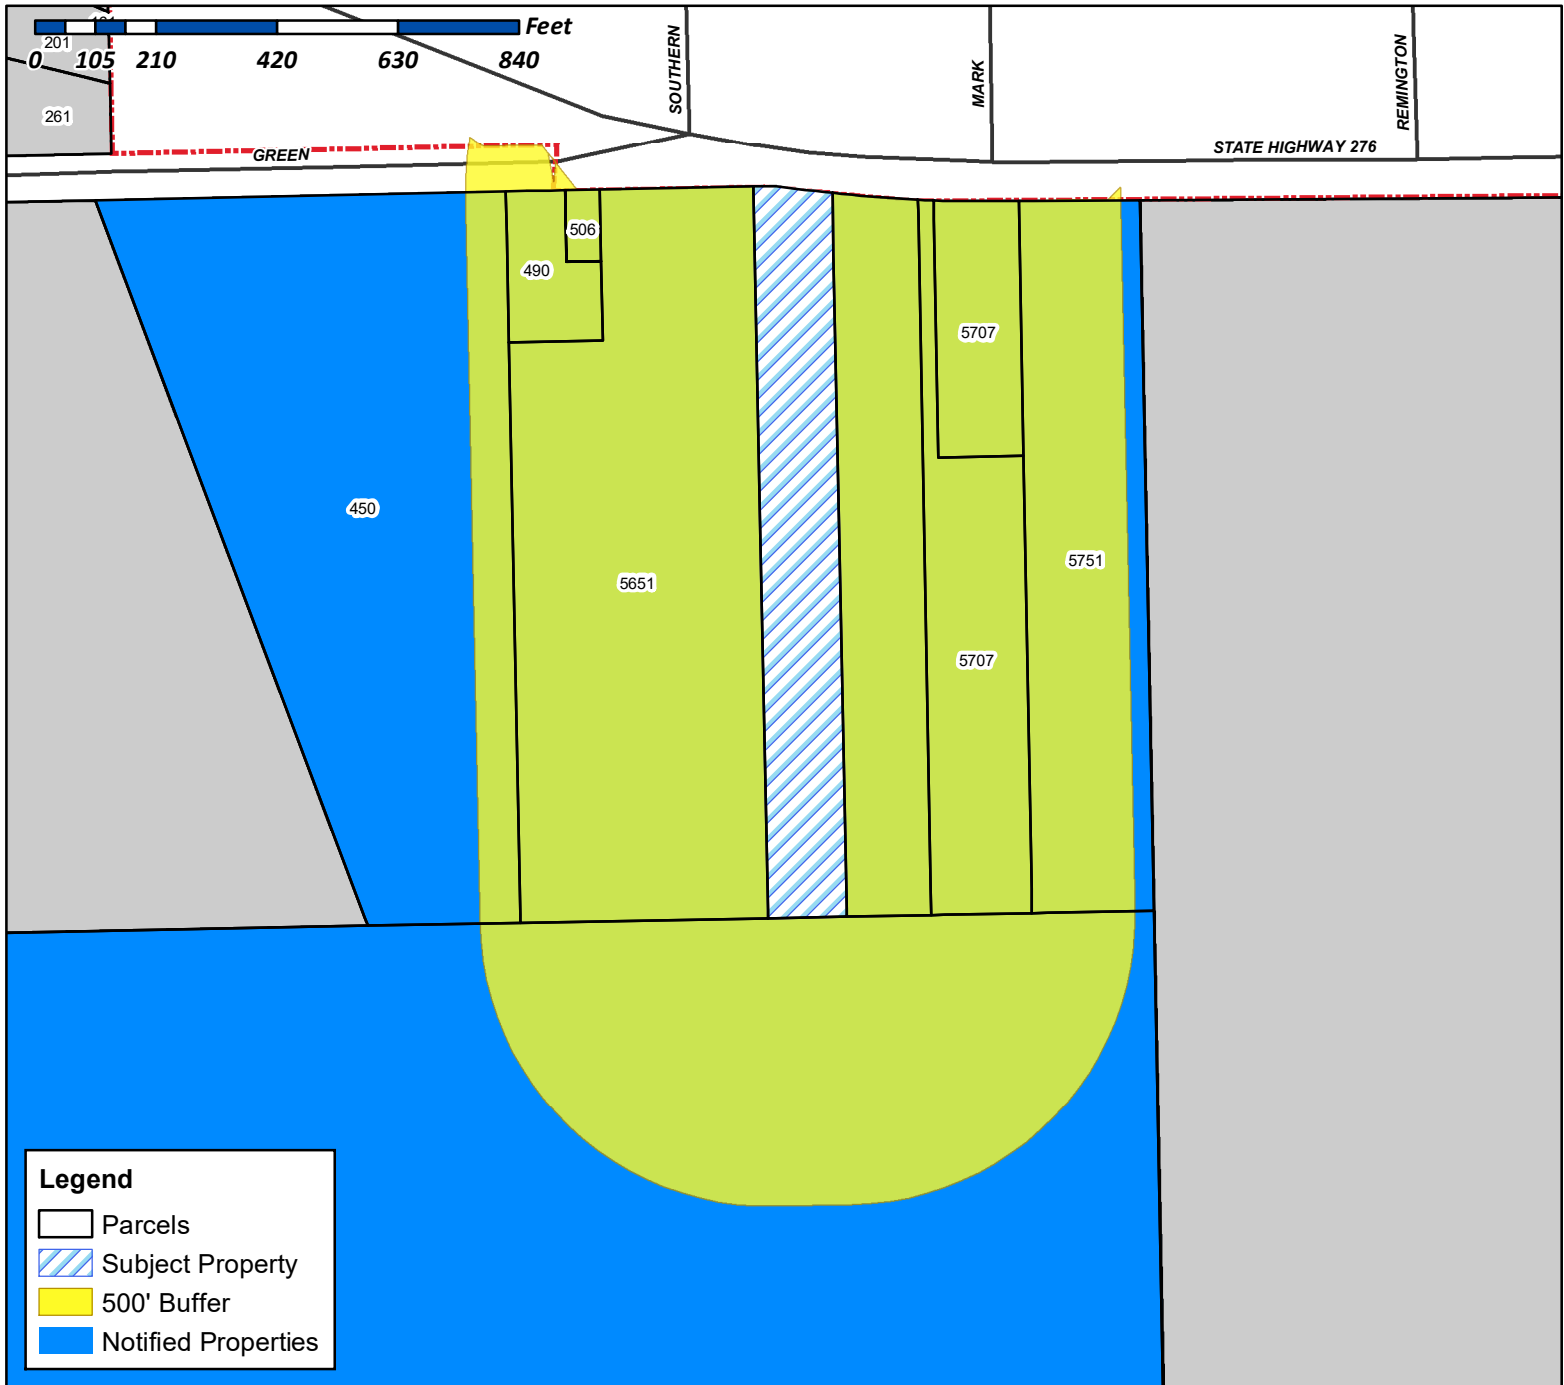 201
Feet
0 105 210 420 630 840
261
SOUTHERN
MARK
REMINGTON
GREEN
STATE HIGHWAY 276
506
490
5707
450
5651
5751
5707
Legend
Parcels
Subject Property
500' Buffer
Notified Properties